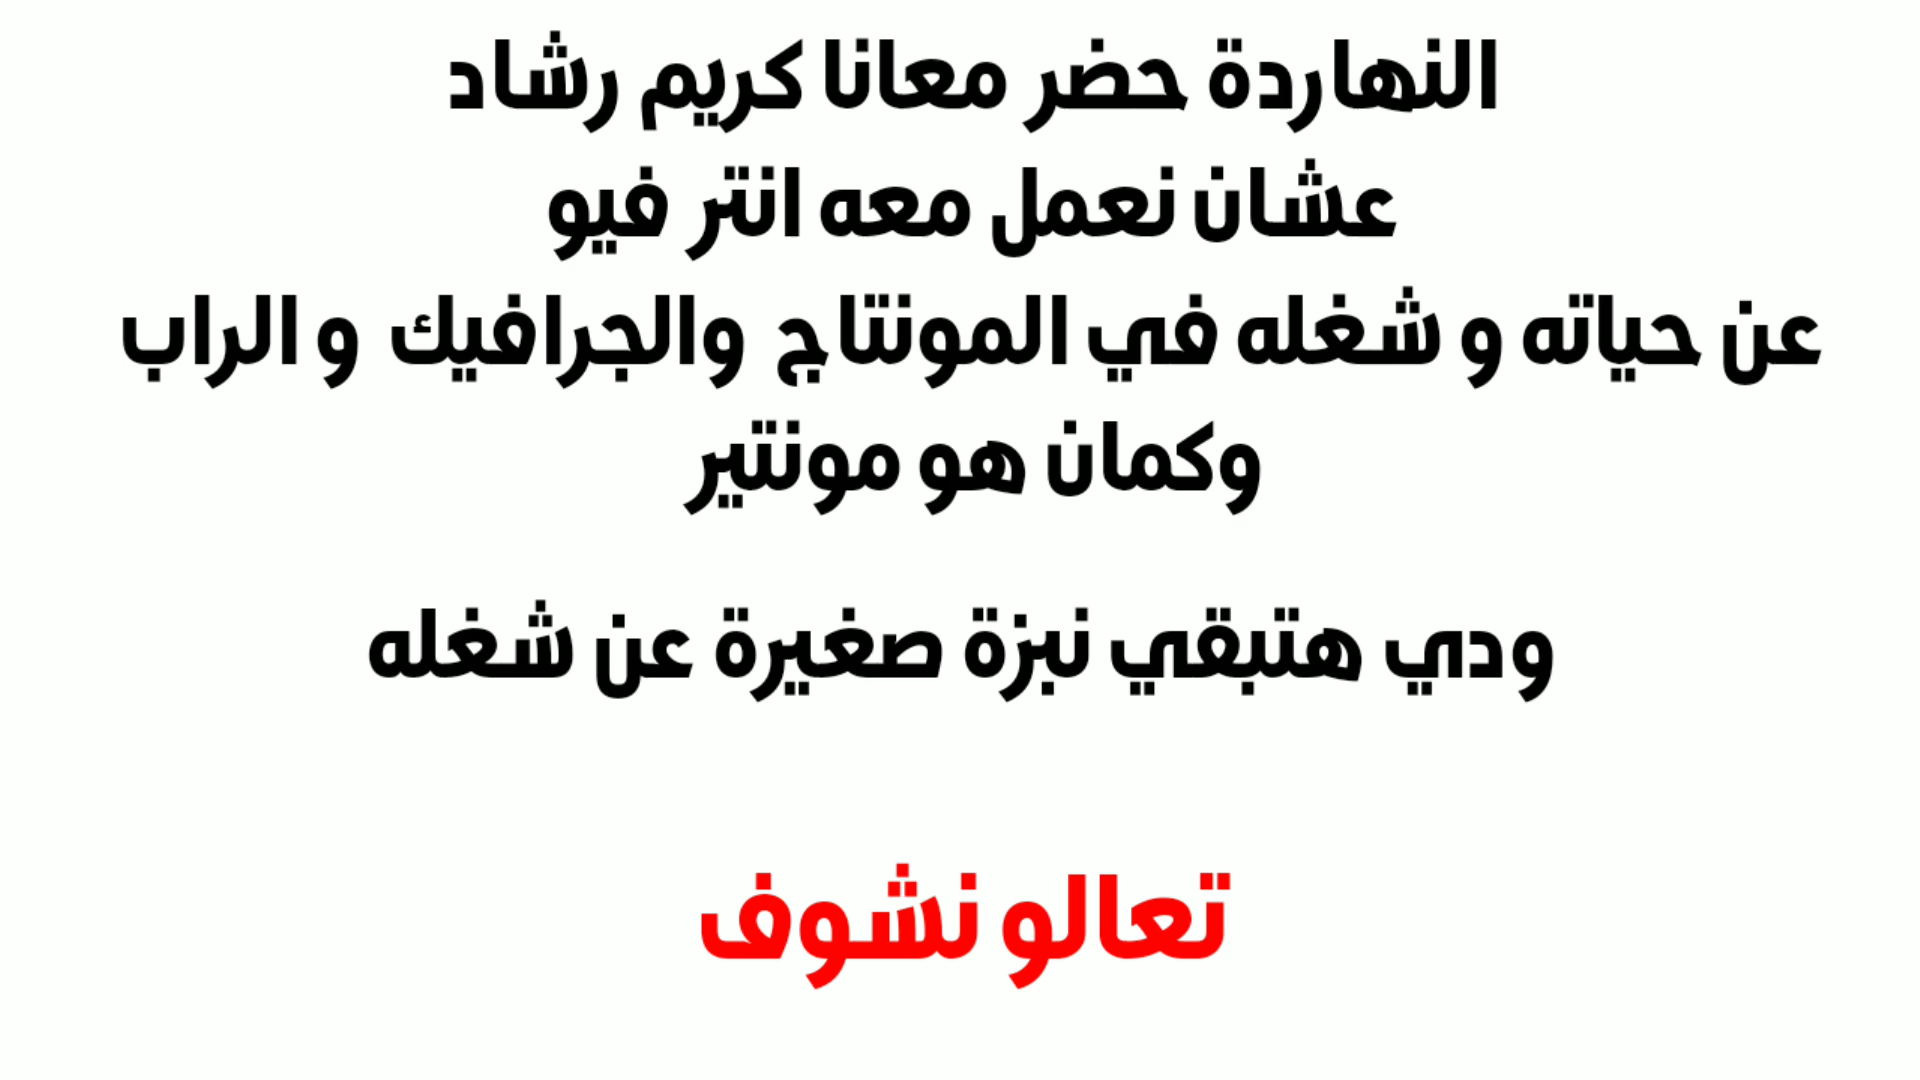 النهاردة حضر معانا كريم رشاد
عشان نعمل معه انتر فيو
عن حياته و شغله في المونتاج والجرافيك و الراب
وكمان هو مونتير
ودي هتبقي نبزة صغيرة عن شغله
تعالو نشوف